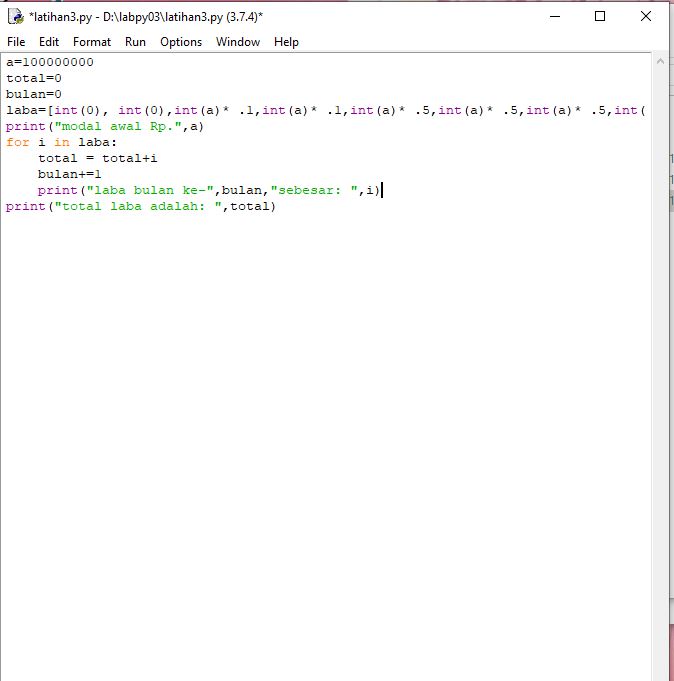 *latihan3.py - D:\labpy03\latihan3.py (3.7.4)*
File Edit Format Run Options Window Help
a=100000000
total=0
bulan=0
laba=[int(0), int(0),int(a)* .1,int(a)* .1,int(a)* .5,int(a)* .5,int(a)* .5,int(
print("modal awal Rp.",a)
for i in laba:
    total = total+i
    bulan+=1
    print("laba bulan ke-",bulan,"sebesar: ",i)
print("total laba adalah: ",total)